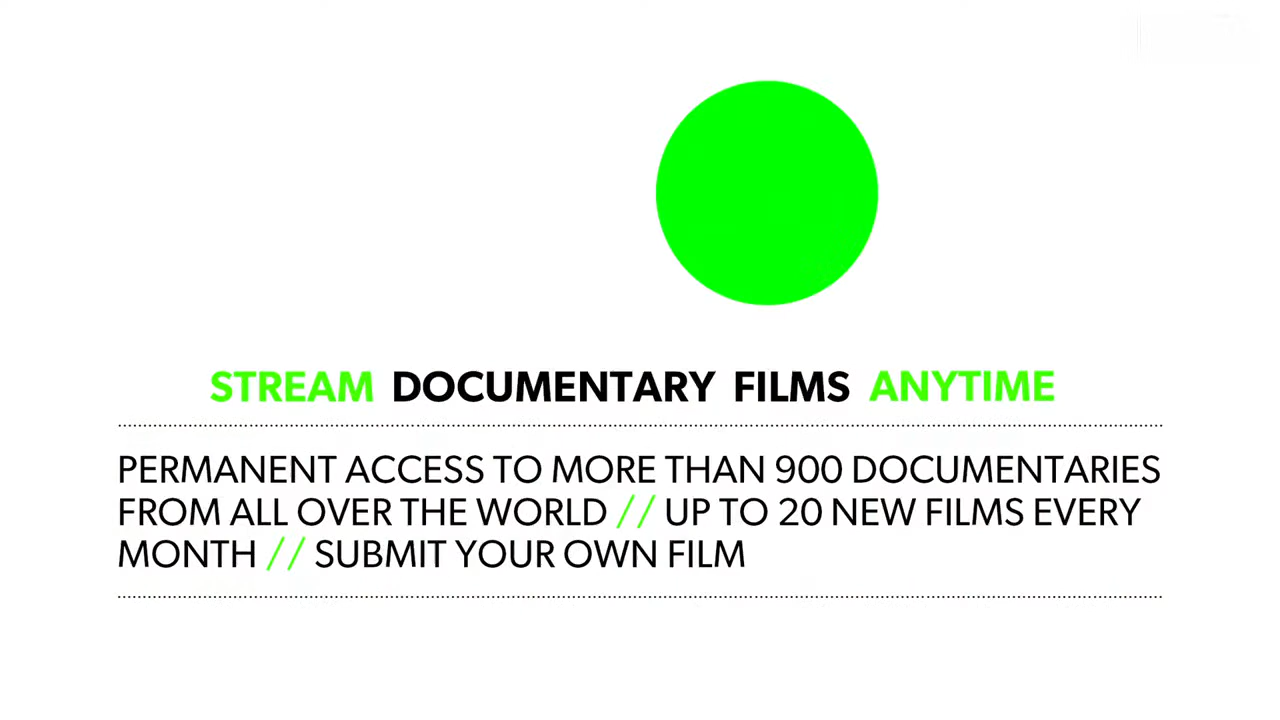 STREAM DOCUMENTARY FILMS ANYTIME
PERMANENT ACCESS TO MORE THAN 900 DOCUMENTARIES
FROM ALL OVER THE WORLD // UP TO 20 NEW FILMS EVERY
MONTH // SUBMIT YOUR OWN FILM